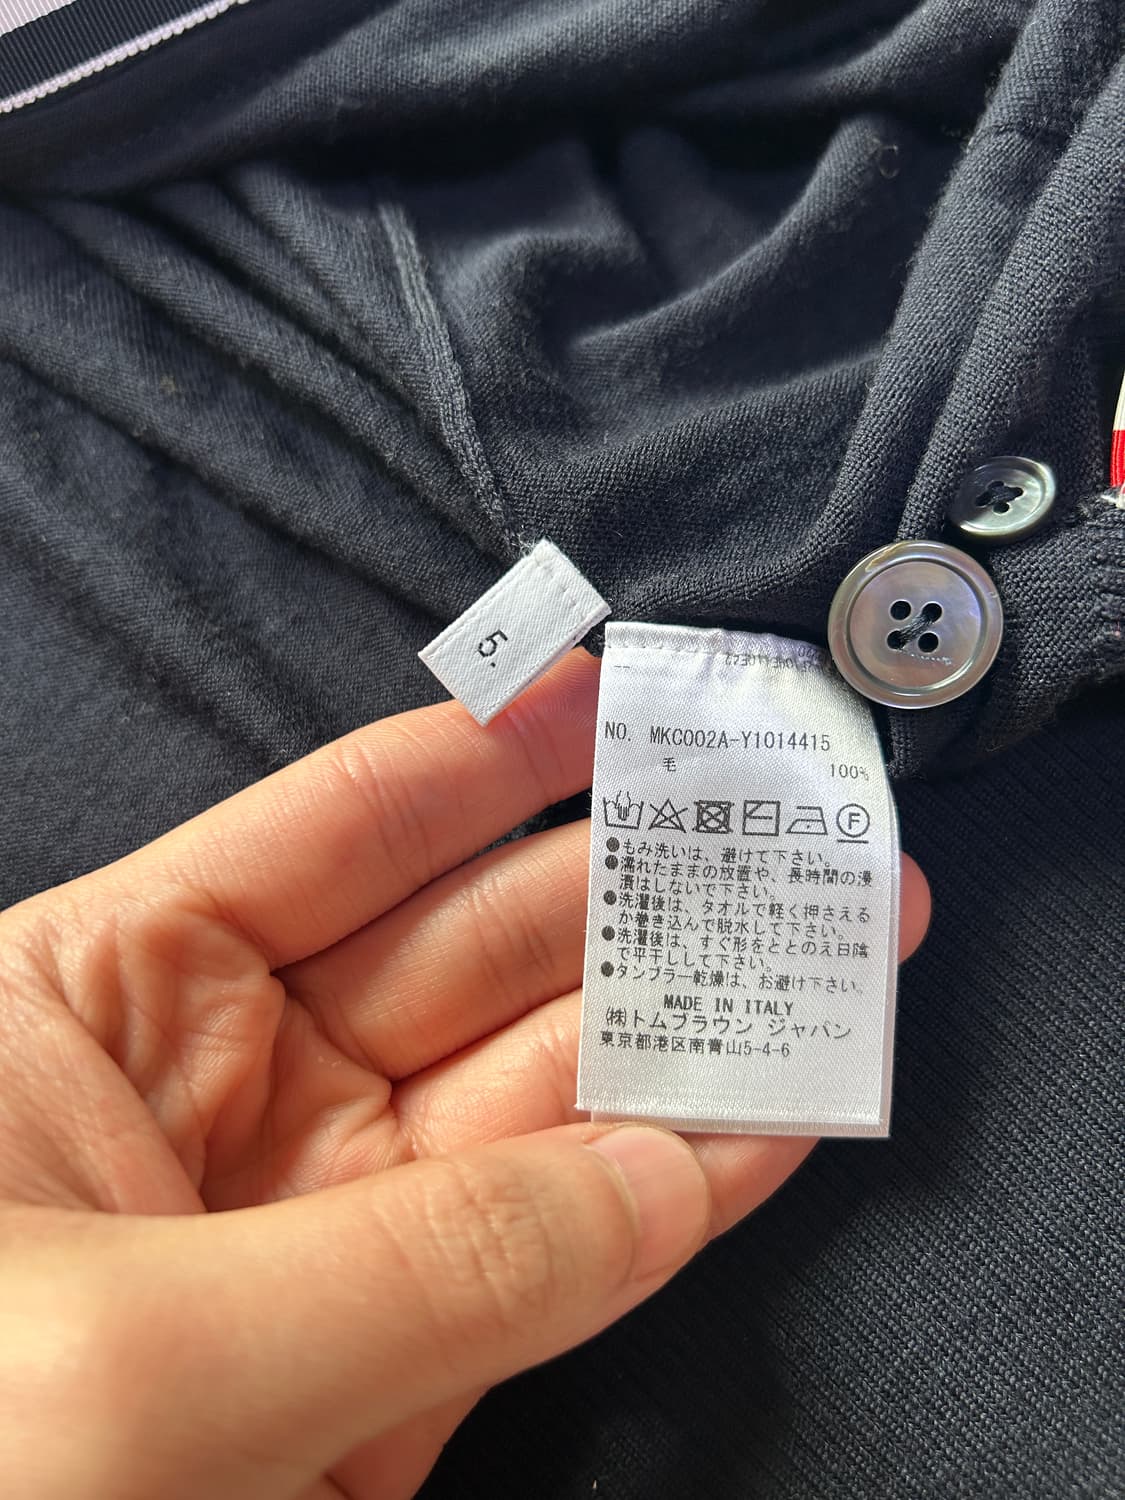 5.
NO. MKC002A-Y1014415
毛 100%
F
●もみ洗いは、避けて下さい。
●濡れたままの放置や、長時間の浸
漬はしないで下さい。
●洗濯後は、タオルで軽く押さえる
か巻き込んで脱水して下さい。
●洗濯後は、すぐ形をととのえ日陰
で平干しして下さい。
●タンブラー乾燥は、お避け下さい。
MADE IN ITALY
㈱トムブラウン ジャパン
東京都港区南青山5-4-6